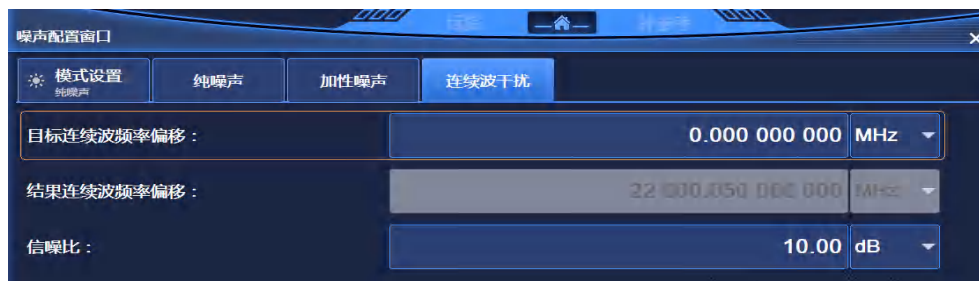 噪声配置窗口
模式设置 纯噪声 加性噪声 连续波干扰
纯噪声
目标连续波频率偏移： 0.000 000 000 MHz
结果连续波频率偏移： MHz
信噪比： 10.00 dB